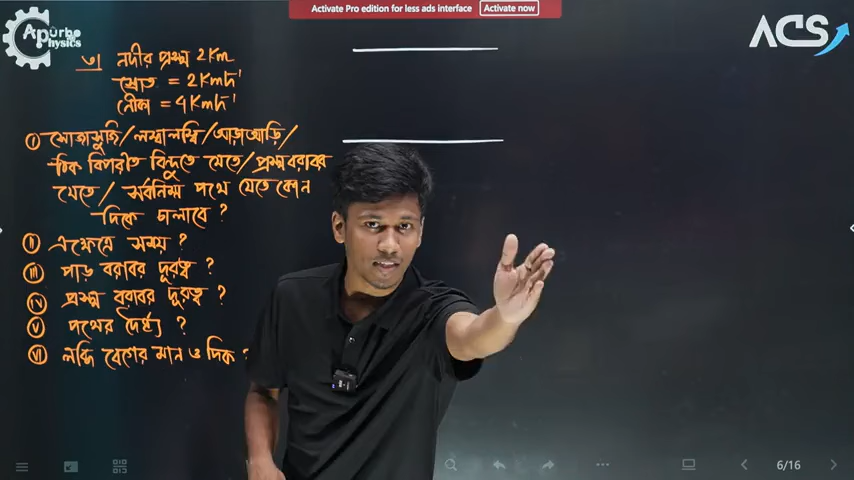 Activate Pro edition for less ads interface Activate now
Apurbo Physics
ACS
৩| নদীর প্রস্থ 2Km
স্রোত = 2Kmh⁻¹
নৌকা = 4Kmh⁻¹
i সোজাসুজি/লম্বালম্বি/আড়াআড়ি/
ঠিক বিপরীত বিন্দুতে যেতে/প্রস্থ বরাবর
যেতে/ সর্বনিম্ন পথে যেতে কোন
দিকে চালাবে ?
ii এক্ষেত্রে সময় ?
iii পাড় বরাবর দূরত্ব ?
iv প্রস্থ বরাবর দূরত্ব ?
v পথের দৈর্ঘ্য ?
vi লব্ধি বেগের মান ও দিক ?
6/16